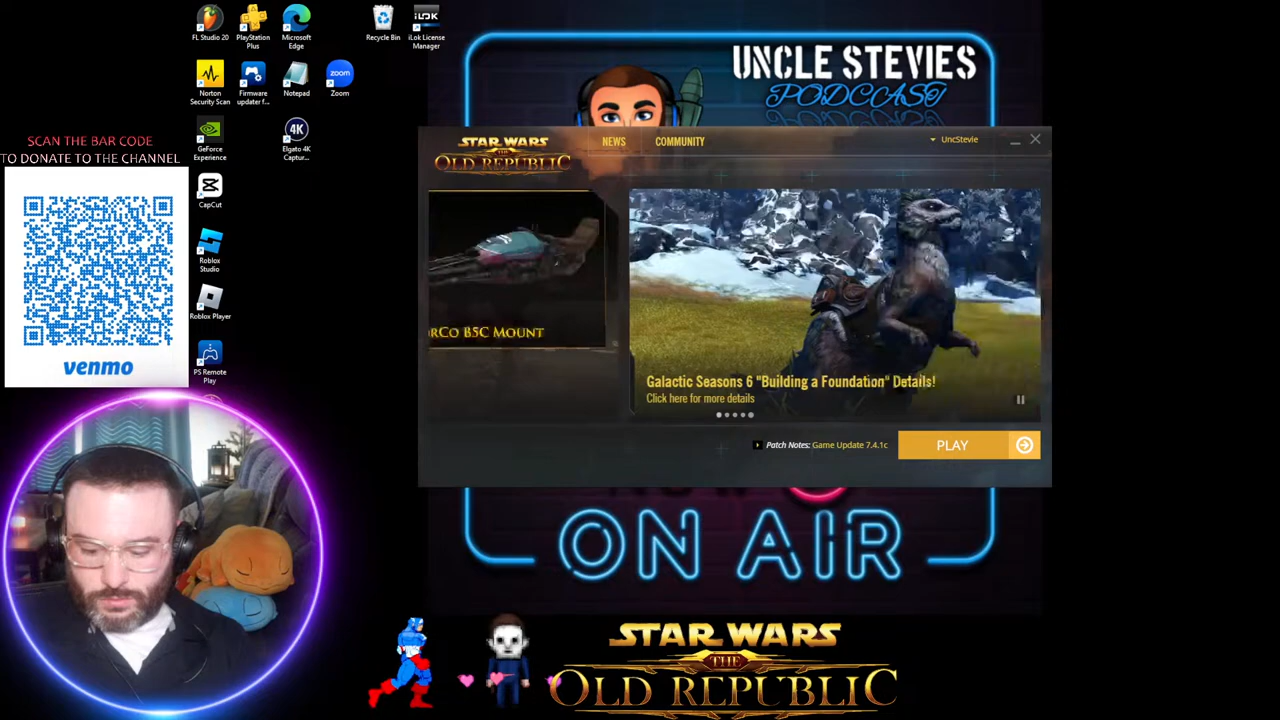 FL Studio 20
PlayStation
Plus
Microsoft
Edge
Recycle Bin
iLOK
iLok License
Manager
Norton
Security Scan
Firmware
updater f...
Notepad
zoom
Zoom
GeForce
Experience
4K
Elgato 4K
Captur...
CapCut
Roblox
Studio
Roblox Player
PS Remote
Play
SCAN THE BAR CODE
TO DONATE TO THE CHANNEL
venmo
UNCLE STEVIES
PODCAST
STAR WARS
THE
OLD REPUBLIC
NEWS
COMMUNITY
UncStevie
RCO B5C MOUNT
Galactic Seasons 6 "Building a Foundation" Details!
Click here for more details
Patch Notes: Game Update 7.4.1c
PLAY
ON AIR
STAR WARS
THE
OLD REPUBLIC